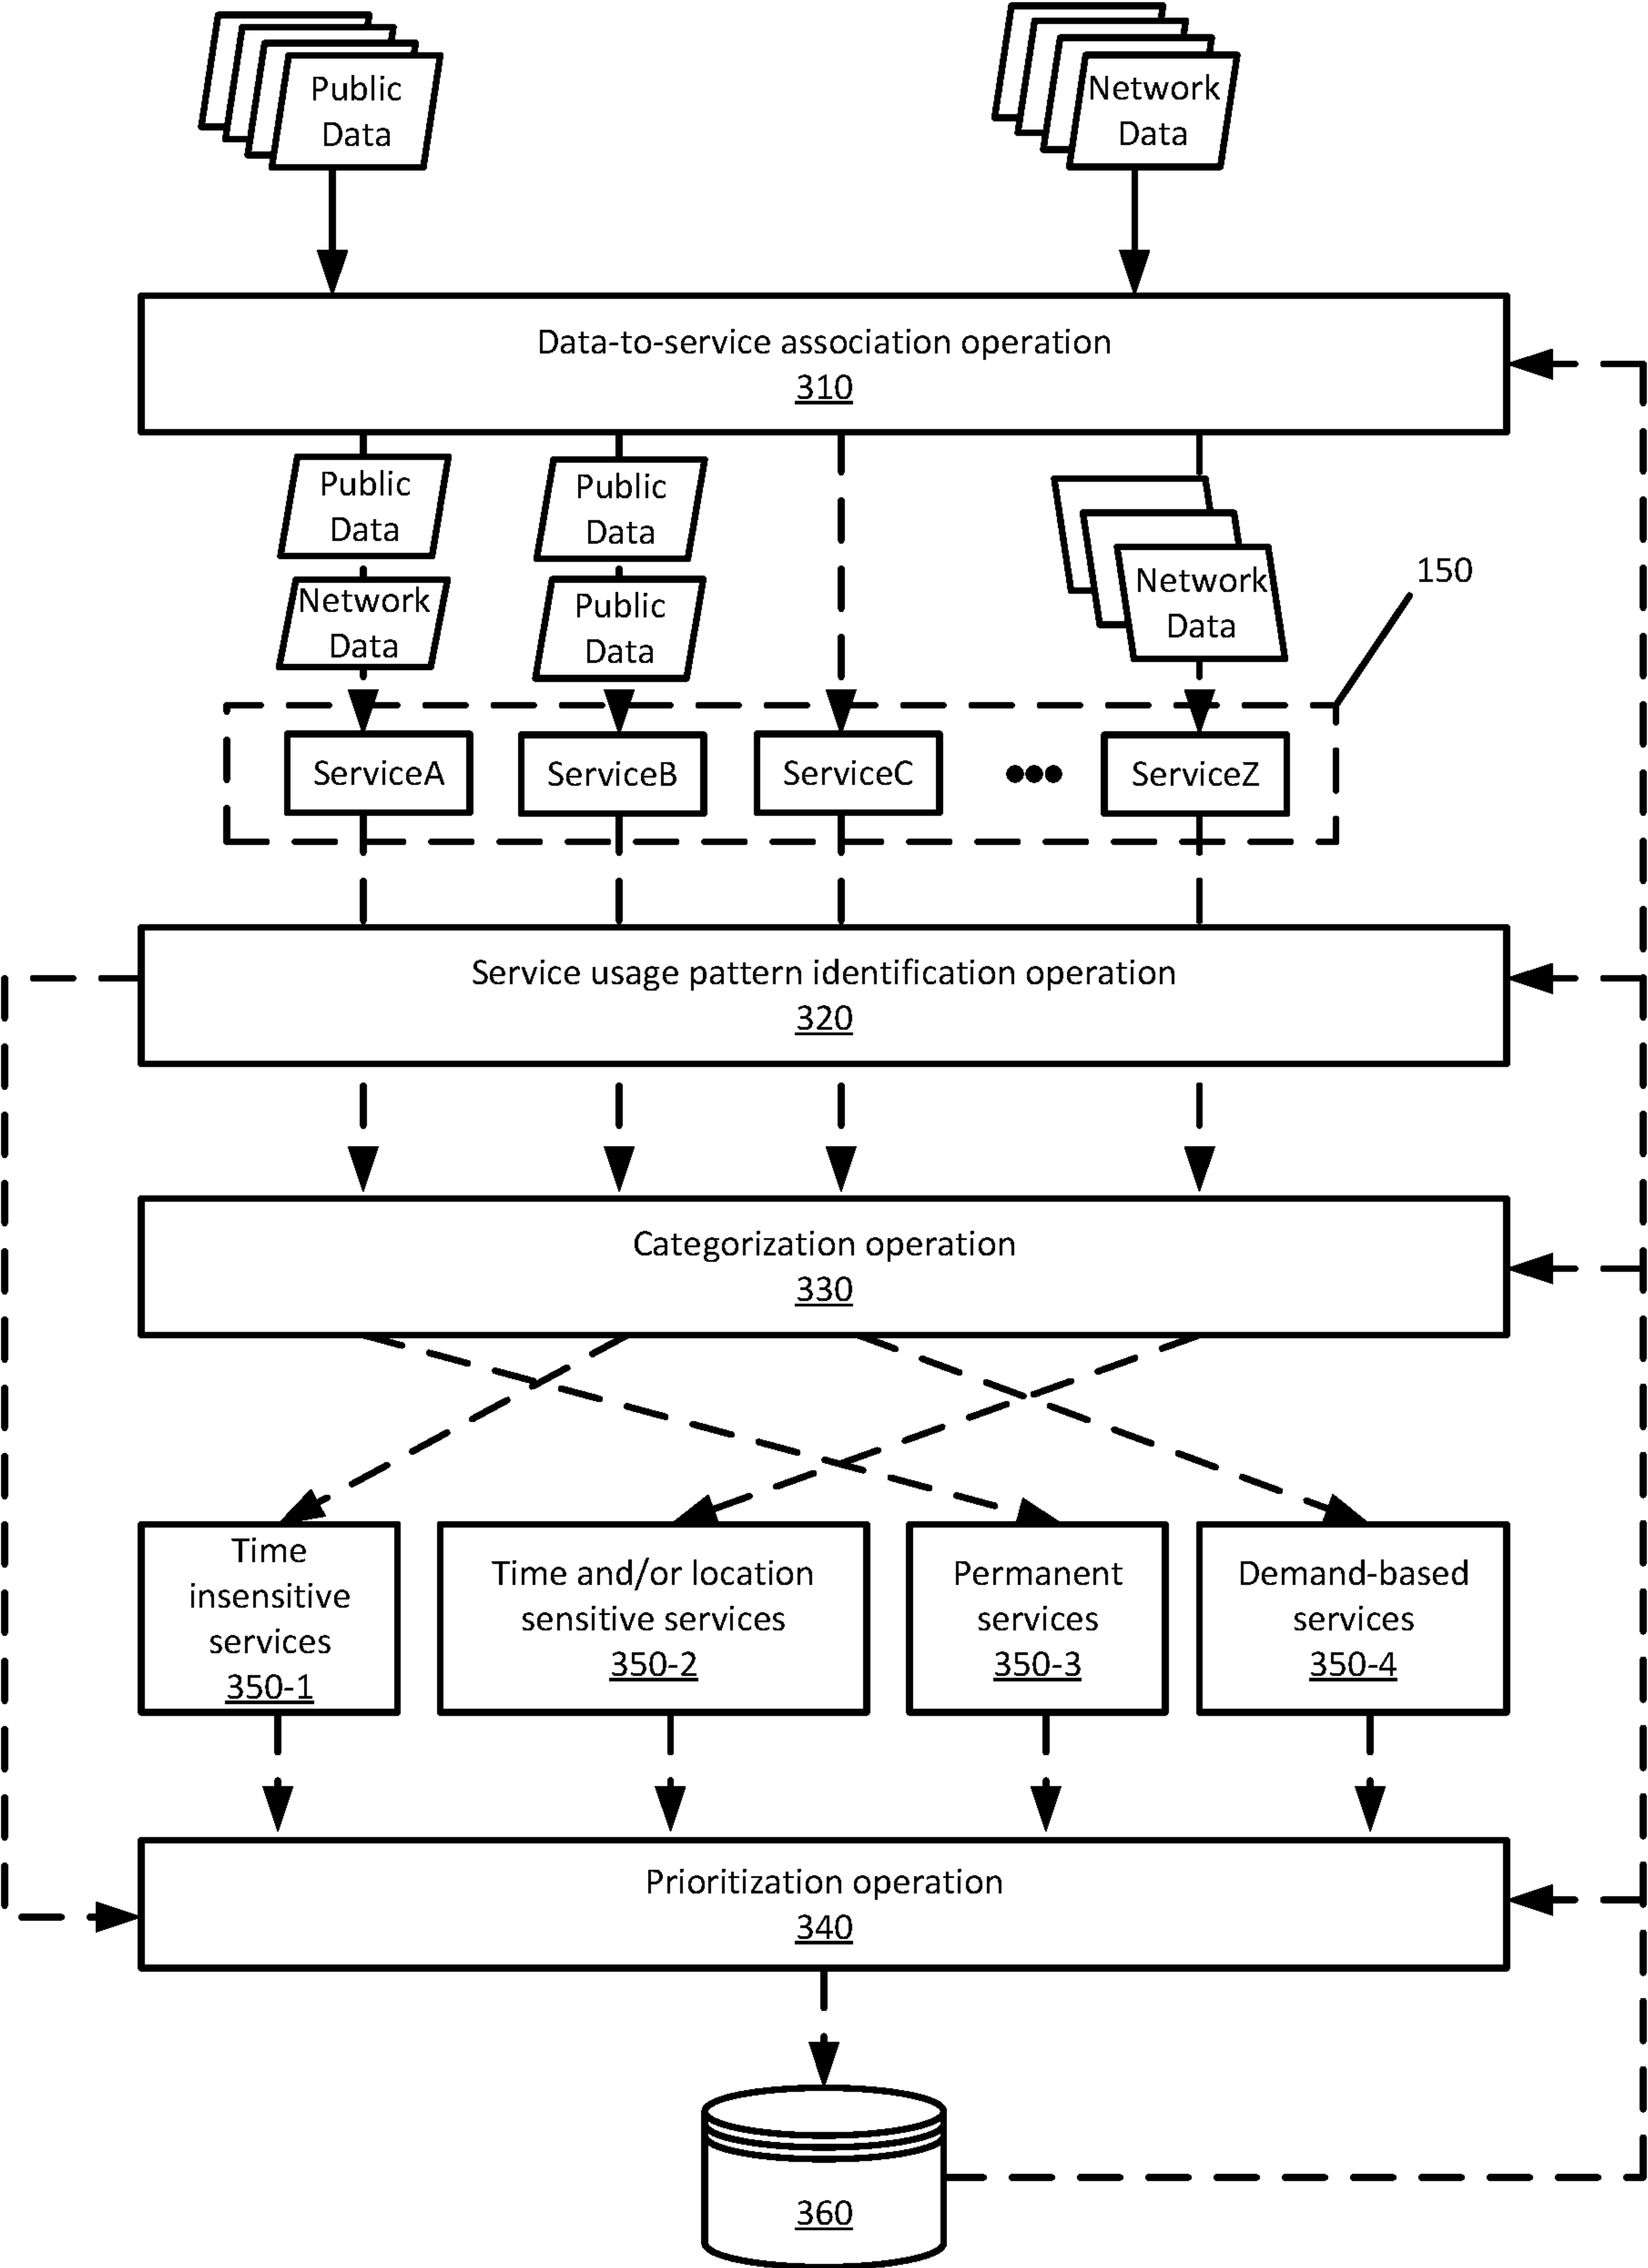 Public
Data
Network
Data
Data-to-service association operation
310
Public
Data
Public
Data
Network
Data
Public
Data
Network
Data
150
ServiceA
ServiceB
ServiceC
●●●
ServiceZ
Service usage pattern identification operation
320
Categorization operation
330
Time
insensitive
services
350-1
Time and/or location
sensitive services
350-2
Permanent
services
350-3
Demand-based
services
350-4
Prioritization operation
340
360